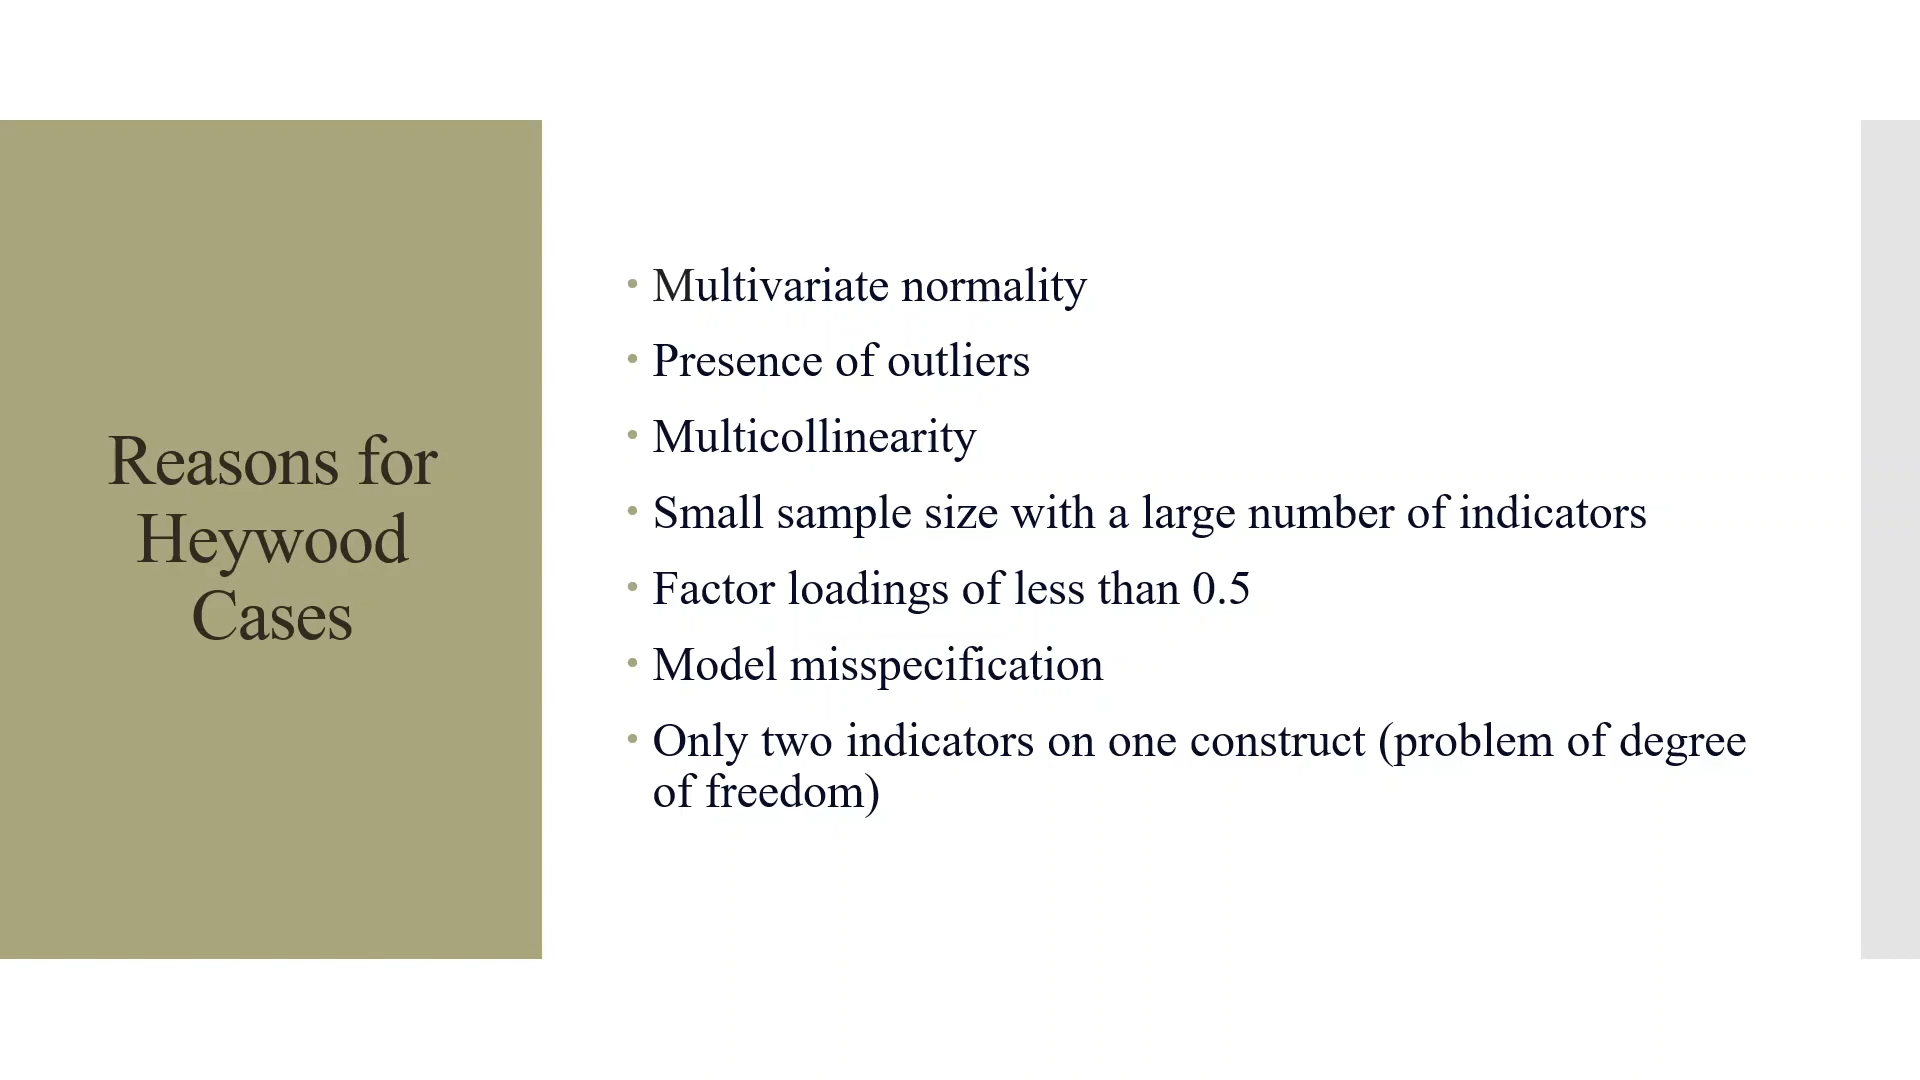 Reasons for
Heywood
Cases
• Multivariate normality
• Presence of outliers
• Multicollinearity
• Small sample size with a large number of indicators
• Factor loadings of less than 0.5
• Model misspecification
• Only two indicators on one construct (problem of degree
of freedom)